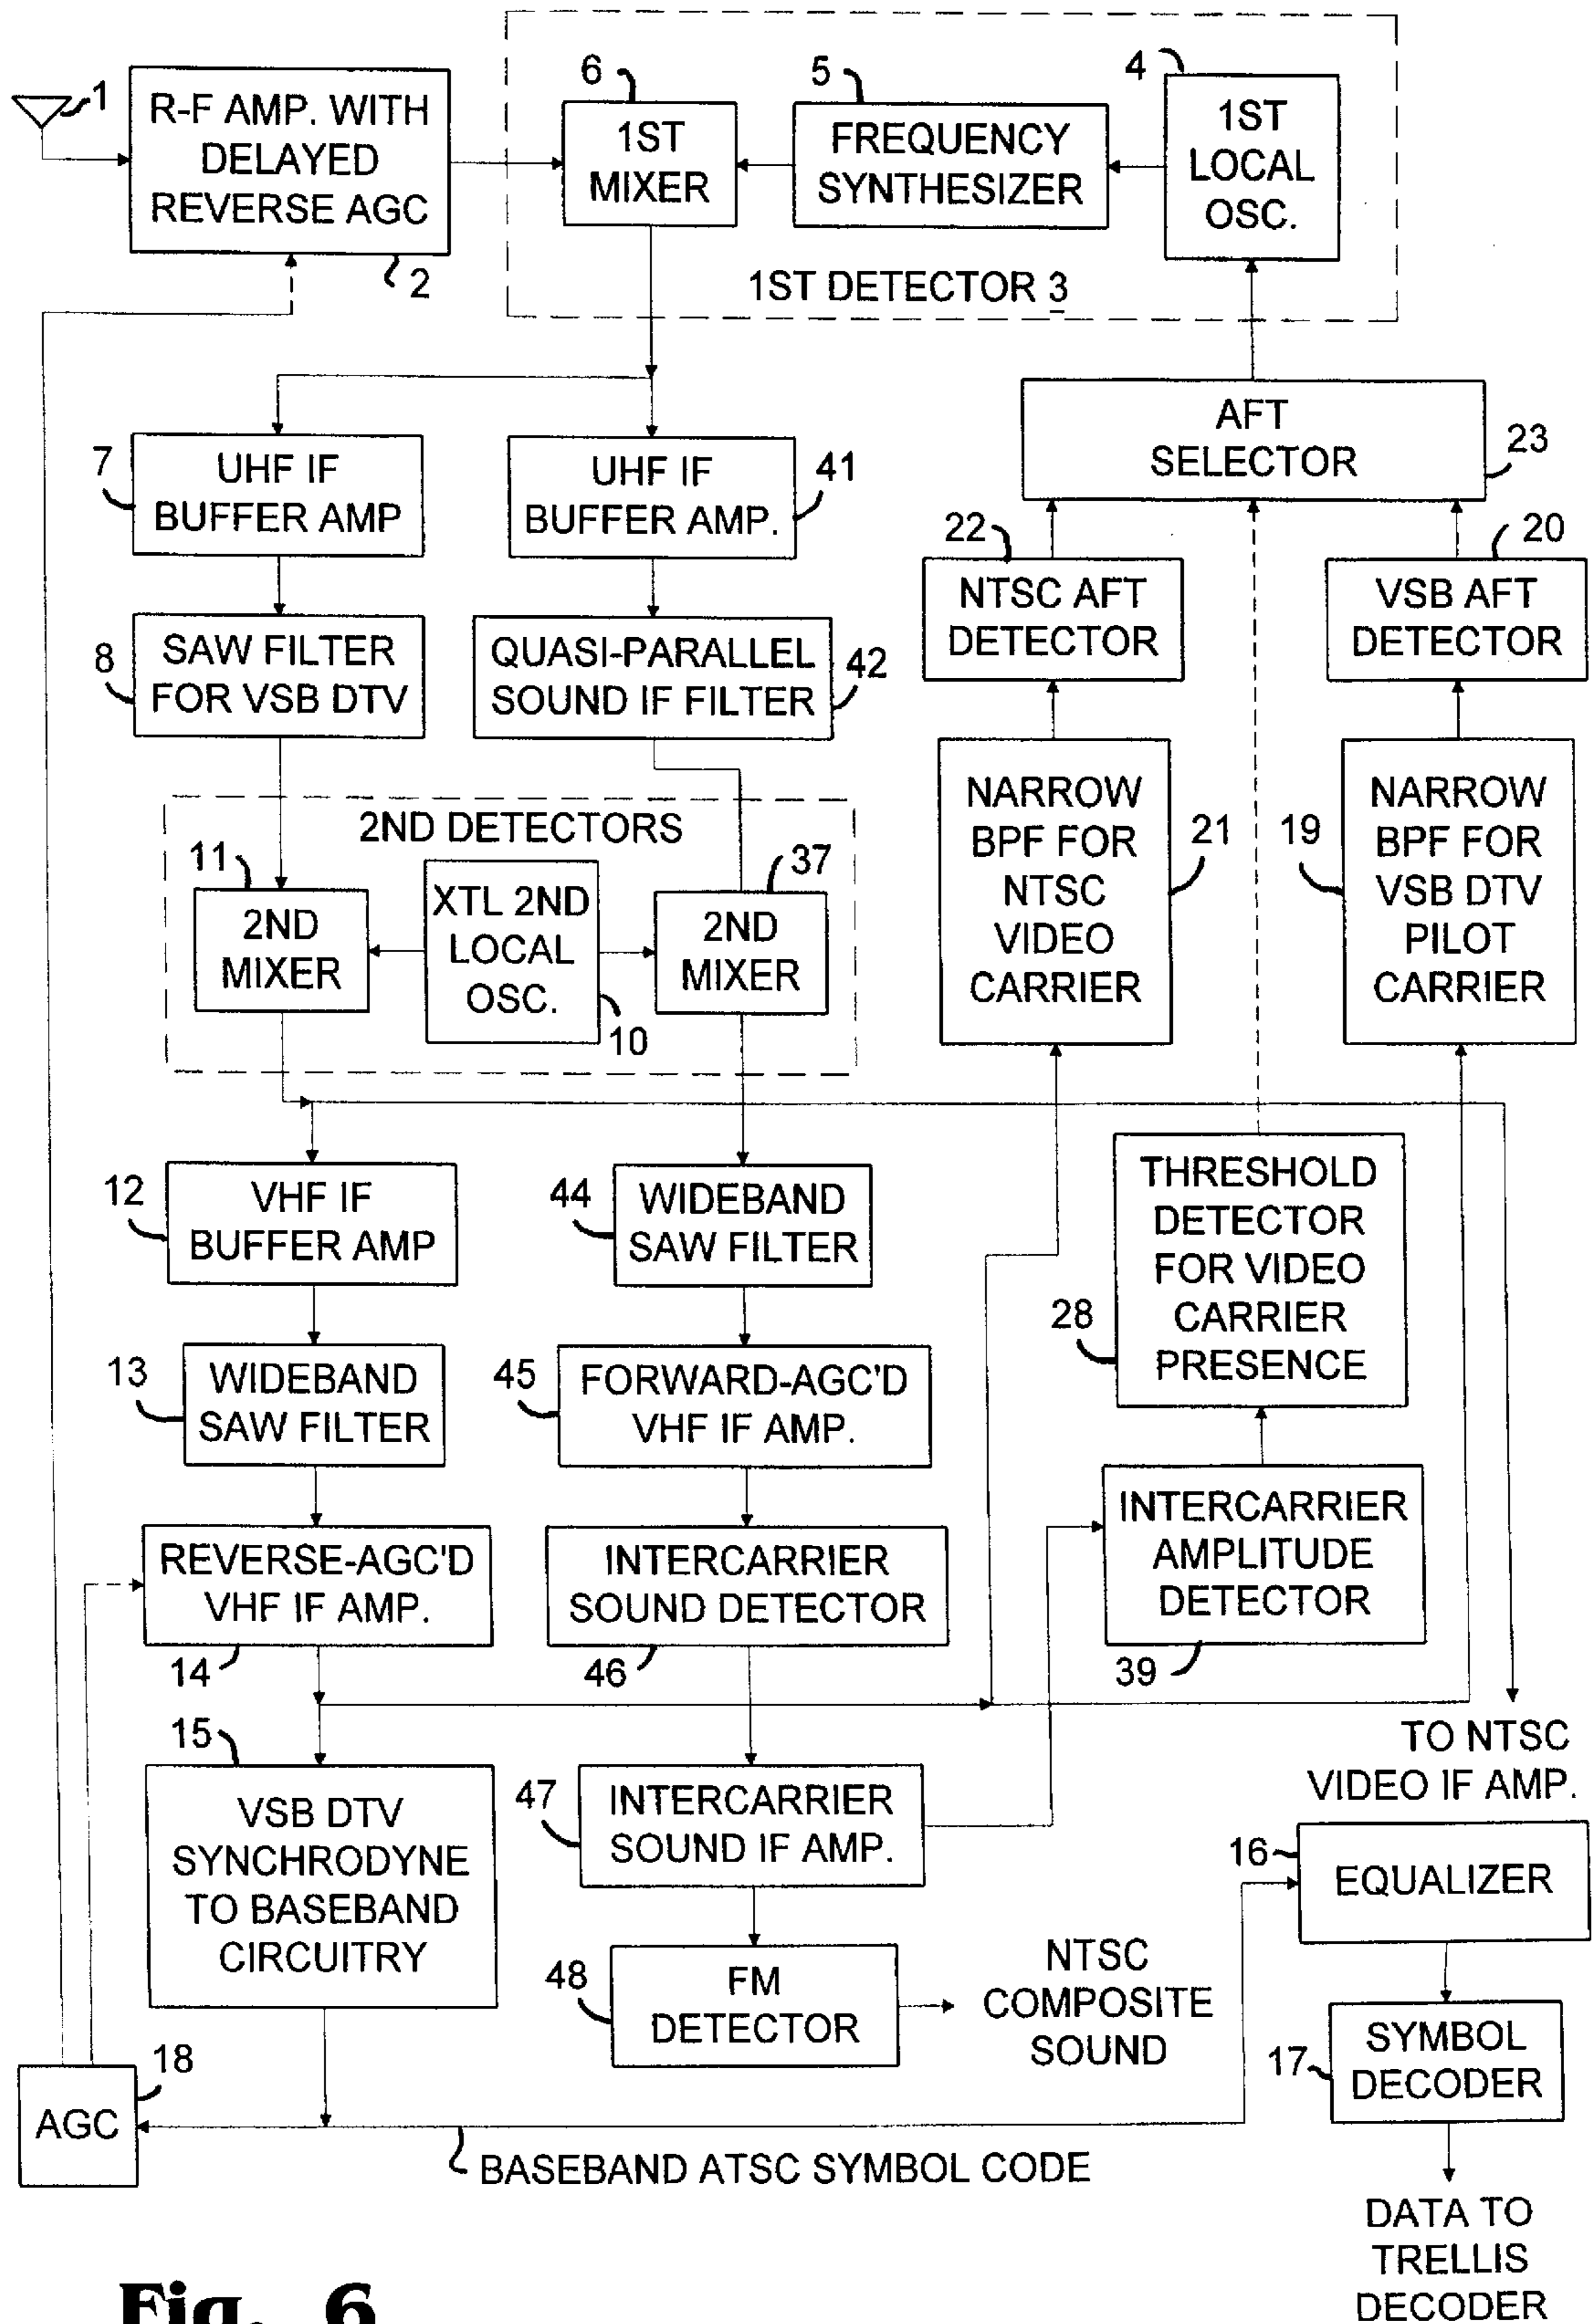 1
R-F AMP. WITH
DELAYED
REVERSE AGC
2
6
1ST
MIXER
5
FREQUENCY
SYNTHESIZER
4
1ST
LOCAL
OSC.
1ST DETECTOR 3
7
UHF IF
BUFFER AMP
UHF IF
BUFFER AMP.
41
AFT
SELECTOR
23
8
SAW FILTER
FOR VSB DTV
QUASI-PARALLEL
SOUND IF FILTER
42
22
NTSC AFT
DETECTOR
20
VSB AFT
DETECTOR
2ND DETECTORS
11
2ND
MIXER
XTL 2ND
LOCAL
OSC.
10
37
2ND
MIXER
NARROW
BPF FOR
NTSC
VIDEO
CARRIER
21
19
NARROW
BPF FOR
VSB DTV
PILOT
CARRIER
12
VHF IF
BUFFER AMP
44
WIDEBAND
SAW FILTER
THRESHOLD
DETECTOR
FOR VIDEO
CARRIER
PRESENCE
28
13
WIDEBAND
SAW FILTER
45
FORWARD-AGC'D
VHF IF AMP.
REVERSE-AGC'D
VHF IF AMP.
14
INTERCARRIER
SOUND DETECTOR
46
INTERCARRIER
AMPLITUDE
DETECTOR
39
TO NTSC
VIDEO IF AMP.
15
VSB DTV
SYNCHRODYNE
TO BASEBAND
CIRCUITRY
47
INTERCARRIER
SOUND IF AMP.
16
EQUALIZER
48
FM
DETECTOR
NTSC
COMPOSITE
SOUND
17
SYMBOL
DECODER
18
AGC
BASEBAND ATSC SYMBOL CODE
DATA TO
TRELLIS
DECODER
Fig. 6